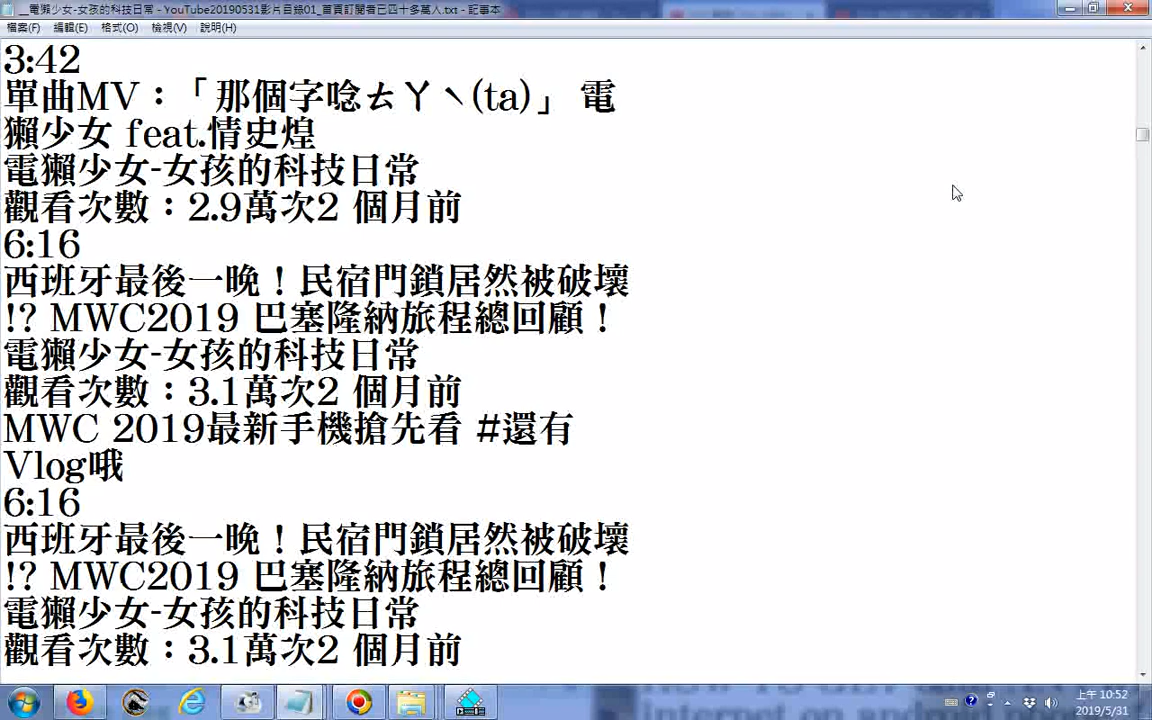 __電獺少女-女孩的科技日常 - YouTube20190531影片目錄01_首頁訂閱者已四十多萬人.txt - 記事本
檔案(F) 編輯(E) 格式(O) 檢視(V) 說明(H)
3:42
單曲MV：「那個字唸ㄊㄚˋ(ta)」 電
獺少女 feat.情史煌
電獺少女-女孩的科技日常
觀看次數：2.9萬次2 個月前
6:16
西班牙最後一晚！民宿門鎖居然被破壞
!? MWC2019 巴塞隆納旅程總回顧！
電獺少女-女孩的科技日常
觀看次數：3.1萬次2 個月前
MWC 2019最新手機搶先看 #還有
Vlog哦
6:16
西班牙最後一晚！民宿門鎖居然被破壞
!? MWC2019 巴塞隆納旅程總回顧！
電獺少女-女孩的科技日常
觀看次數：3.1萬次2 個月前
上午 10:52
2019/5/31